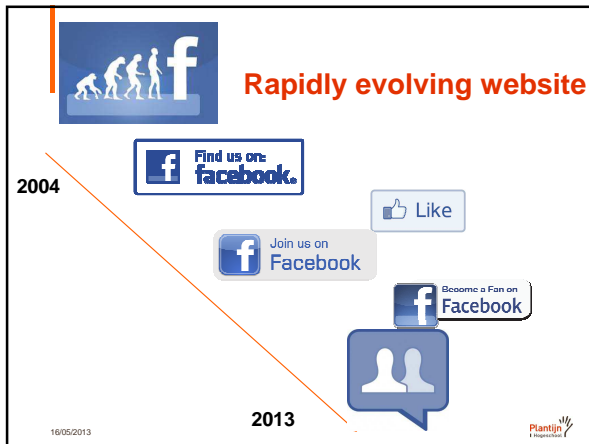 f
Rapidly evolving website
f
Find us on:
facebook.
2004
Like
f
Join us on
Facebook
f
Become a Fan on
Facebook
2013
16/05/2013
Plantijn
Hogeschool